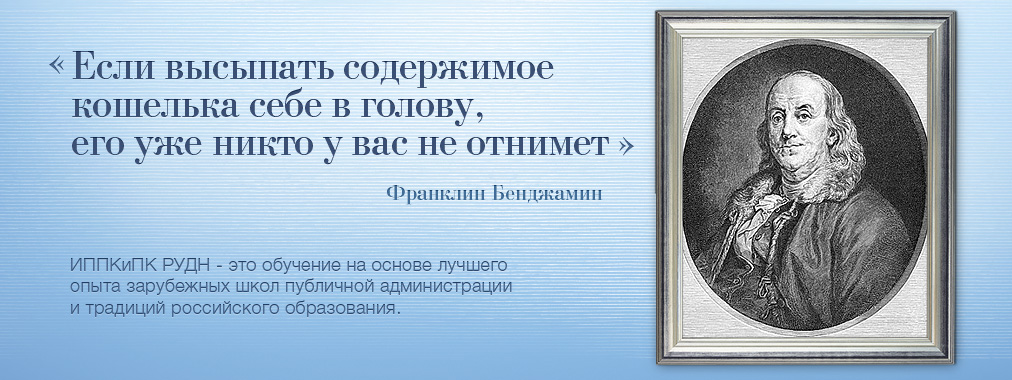 « Если высыпать содержимое
кошелька себе в голову,
его уже никто у вас не отнимет »
Франклин Бенджамин
ИППКиПК РУДН - это обучение на основе лучшего
опыта зарубежных школ публичной администрации
и традиций российского образования.